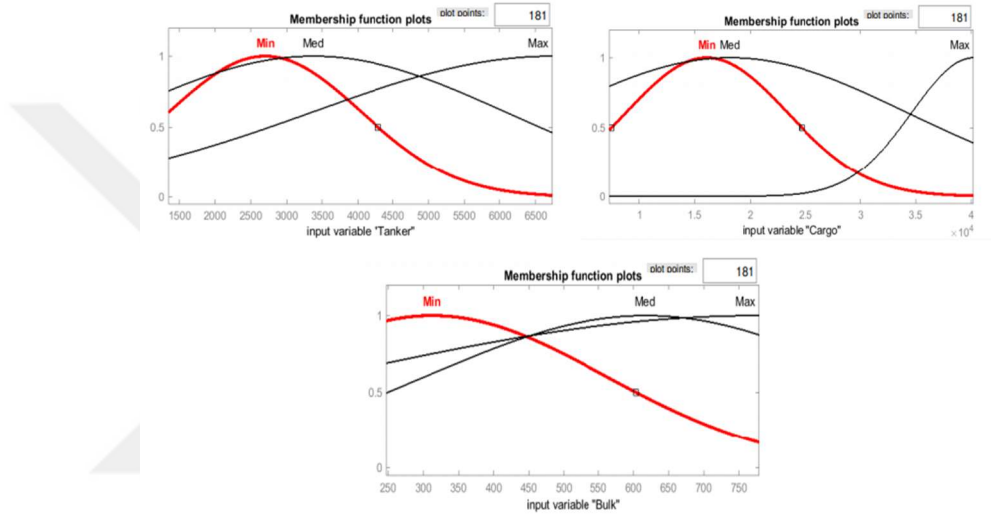 Membership function plots plot points: 181
Min Med Max
1
0.5
0
1500 2000 2500 3000 3500 4000 4500 5000 5500 6000 6500
input variable "Tanker"
Membership function plots plot points: 181
Min Med Max
1
0.5
0
1 1.5 2 2.5 3 3.5 4
×10⁴
input variable "Cargo"
Membership function plots plot points: 181
Min Med Max
1
0.5
0
250 300 350 400 450 500 550 600 650 700 750
input variable "Bulk"